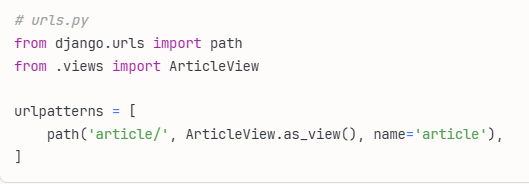 # urls.py
from django.urls import path
from .views import ArticleView

urlpatterns = [
    path('article/', ArticleView.as_view(), name='article'),
]